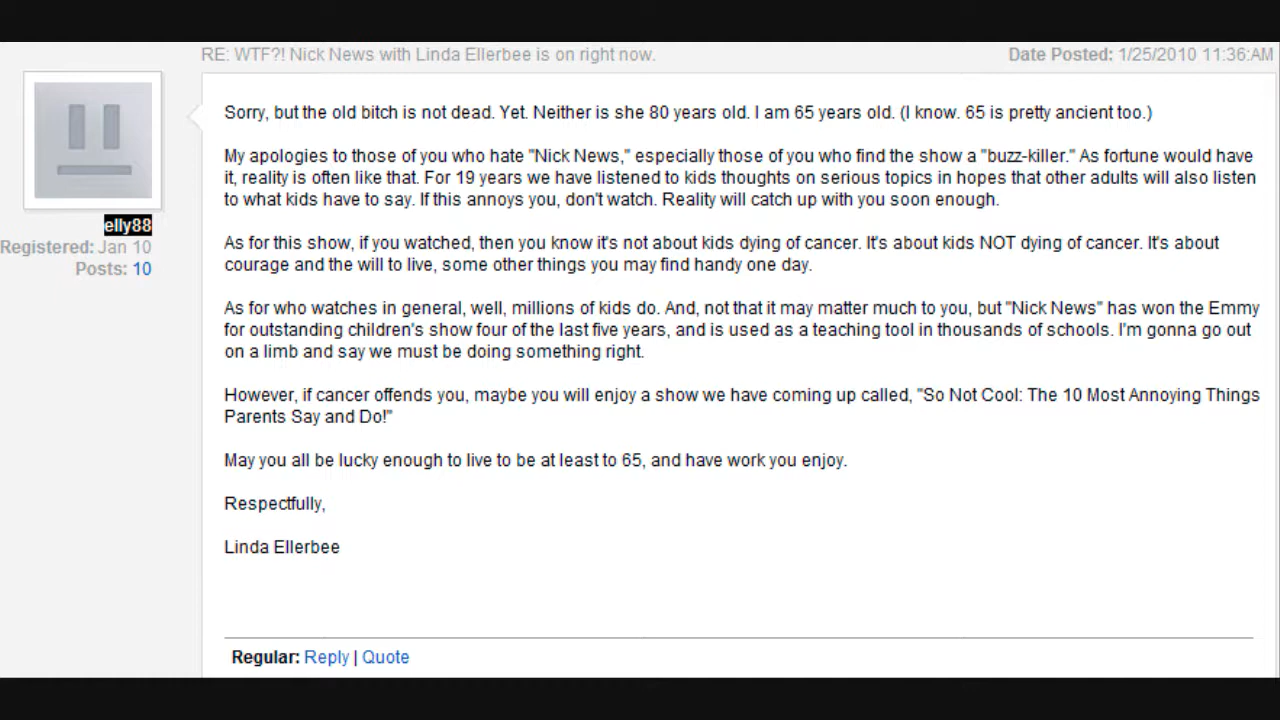 RE: WTF?! Nick News with Linda Ellerbee is on right now.
Date Posted: 1/25/2010 11:36:AM
elly88
Registered: Jan 10
Posts: 10
Sorry, but the old bitch is not dead. Yet. Neither is she 80 years old. I am 65 years old. (I know. 65 is pretty ancient too.)
My apologies to those of you who hate "Nick News," especially those of you who find the show a "buzz-killer." As fortune would have
it, reality is often like that. For 19 years we have listened to kids thoughts on serious topics in hopes that other adults will also listen
to what kids have to say. If this annoys you, don't watch. Reality will catch up with you soon enough.
As for this show, if you watched, then you know it's not about kids dying of cancer. It's about kids NOT dying of cancer. It's about
courage and the will to live, some other things you may find handy one day.
As for who watches in general, well, millions of kids do. And, not that it may matter much to you, but "Nick News" has won the Emmy
for outstanding children's show four of the last five years, and is used as a teaching tool in thousands of schools. I'm gonna go out
on a limb and say we must be doing something right.
However, if cancer offends you, maybe you will enjoy a show we have coming up called, "So Not Cool: The 10 Most Annoying Things
Parents Say and Do!"
May you all be lucky enough to live to be at least to 65, and have work you enjoy.
Respectfully,
Linda Ellerbee
Regular: Reply | Quote